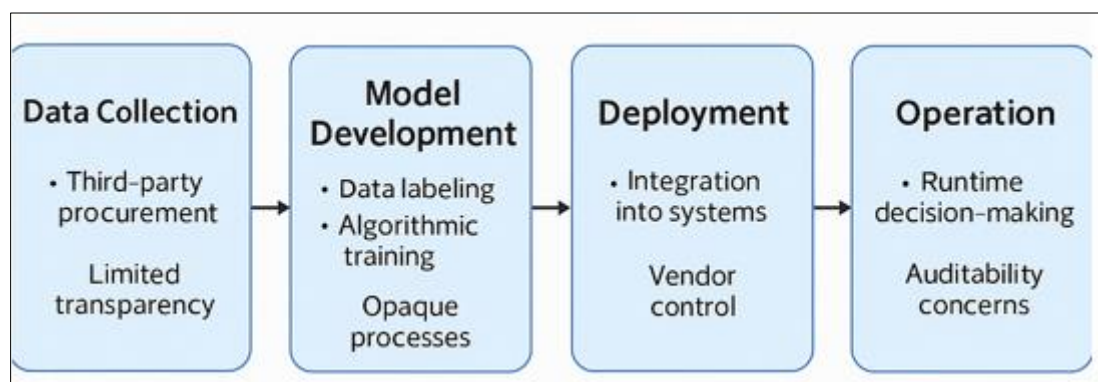 Data Collection
• Third-party
procurement
Limited
transparency
Model
Development
• Data labeling
• Algorithmic
training
Opaque
processes
Deployment
• Integration
into systems
Vendor
control
Operation
• Runtime
decision-making
Auditability
concerns